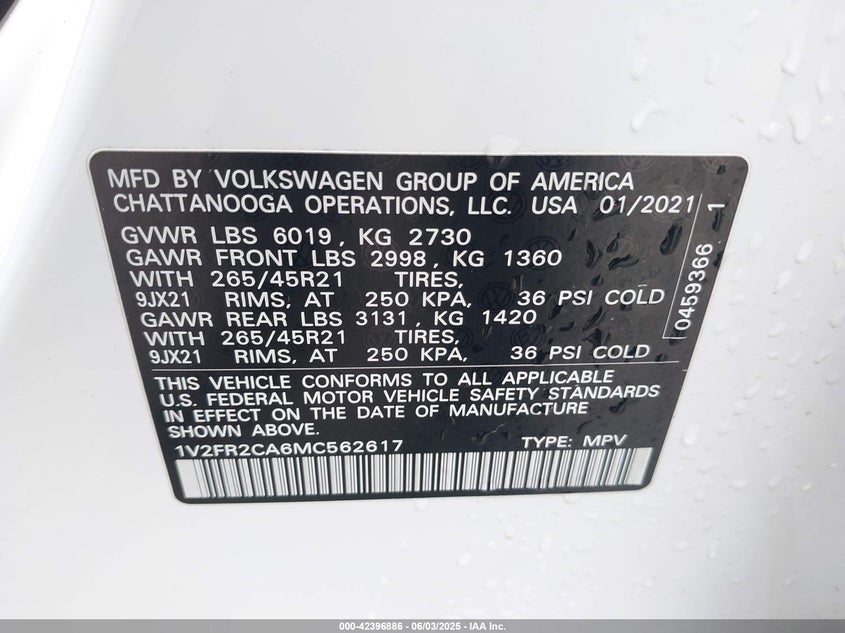 MFD BY VOLKSWAGEN GROUP OF AMERICA
CHATTANOOGA OPERATIONS, LLC. USA 01/2021
GVWR LBS 6019, KG 2730
GAWR FRONT LBS 2998, KG 1360
WITH 265/45R21 TIRES,
9JX21 RIMS, AT 250 KPA, 36 PSI COLD
GAWR REAR LBS 3131, KG 1420
WITH 265/45R21 TIRES,
9JX21 RIMS, AT 250 KPA, 36 PSI COLD
THIS VEHICLE CONFORMS TO ALL APPLICABLE
U.S. FEDERAL MOTOR VEHICLE SAFETY STANDARDS
IN EFFECT ON THE DATE OF MANUFACTURE
SHOWN ABOVE.
1V2FR2CA6MC562617 TYPE: MPV
0459366 1
000-42396886 - 06/03/2025 - IAA Inc.